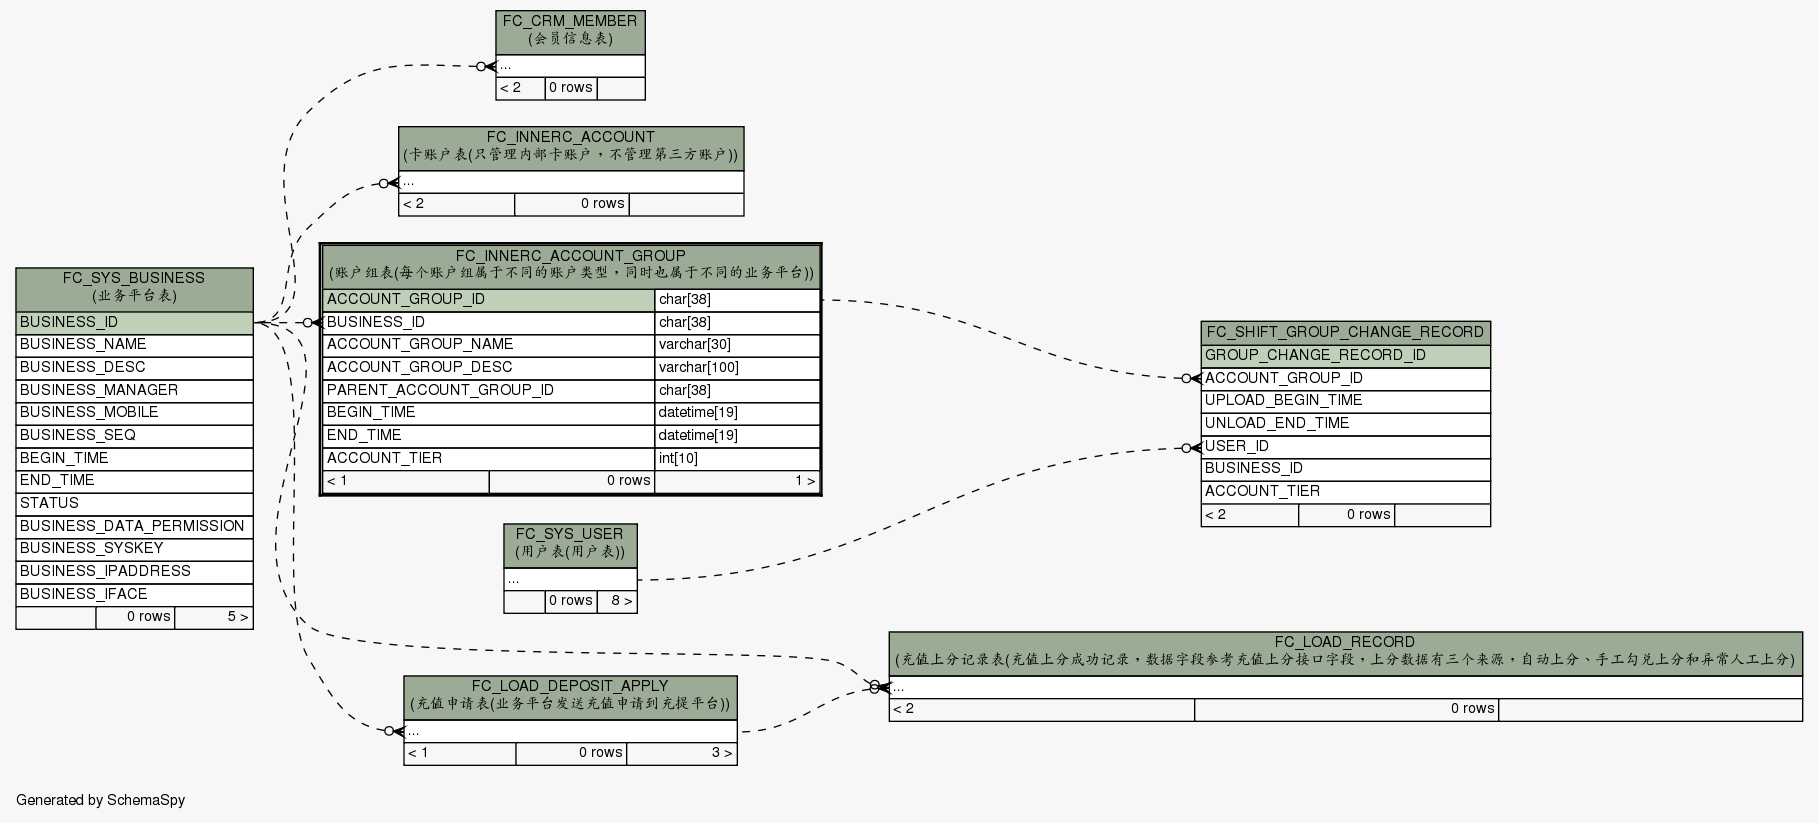 FC_CRM_MEMBER
(会员信息表)
...
< 2 0 rows
FC_INNERC_ACCOUNT
(卡账户表(只管理内部卡账户，不管理第三方账户))
...
< 2 0 rows
FC_SYS_BUSINESS
(业务平台表)
BUSINESS_ID
BUSINESS_NAME
BUSINESS_DESC
BUSINESS_MANAGER
BUSINESS_MOBILE
BUSINESS_SEQ
BEGIN_TIME
END_TIME
STATUS
BUSINESS_DATA_PERMISSION
BUSINESS_SYSKEY
BUSINESS_IPADDRESS
BUSINESS_IFACE
0 rows 5 >
FC_INNERC_ACCOUNT_GROUP
(账户组表(每个账户组属于不同的账户类型，同时也属于不同的业务平台))
ACCOUNT_GROUP_ID char[38]
BUSINESS_ID char[38]
ACCOUNT_GROUP_NAME varchar[30]
ACCOUNT_GROUP_DESC varchar[100]
PARENT_ACCOUNT_GROUP_ID char[38]
BEGIN_TIME datetime[19]
END_TIME datetime[19]
ACCOUNT_TIER int[10]
< 1 0 rows 1 >
FC_SHIFT_GROUP_CHANGE_RECORD
GROUP_CHANGE_RECORD_ID
ACCOUNT_GROUP_ID
UPLOAD_BEGIN_TIME
UNLOAD_END_TIME
USER_ID
BUSINESS_ID
ACCOUNT_TIER
< 2 0 rows
FC_SYS_USER
(用户表(用户表))
...
0 rows 8 >
FC_LOAD_RECORD
(充值上分记录表(充值上分成功记录，数据字段参考充值上分接口字段，上分数据有三个来源，自动上分、手工勾兑上分和异常人工上分)
...
< 2 0 rows
FC_LOAD_DEPOSIT_APPLY
(充值申请表(业务平台发送充值申请到充提平台))
...
< 1 0 rows 3 >
Generated by SchemaSpy